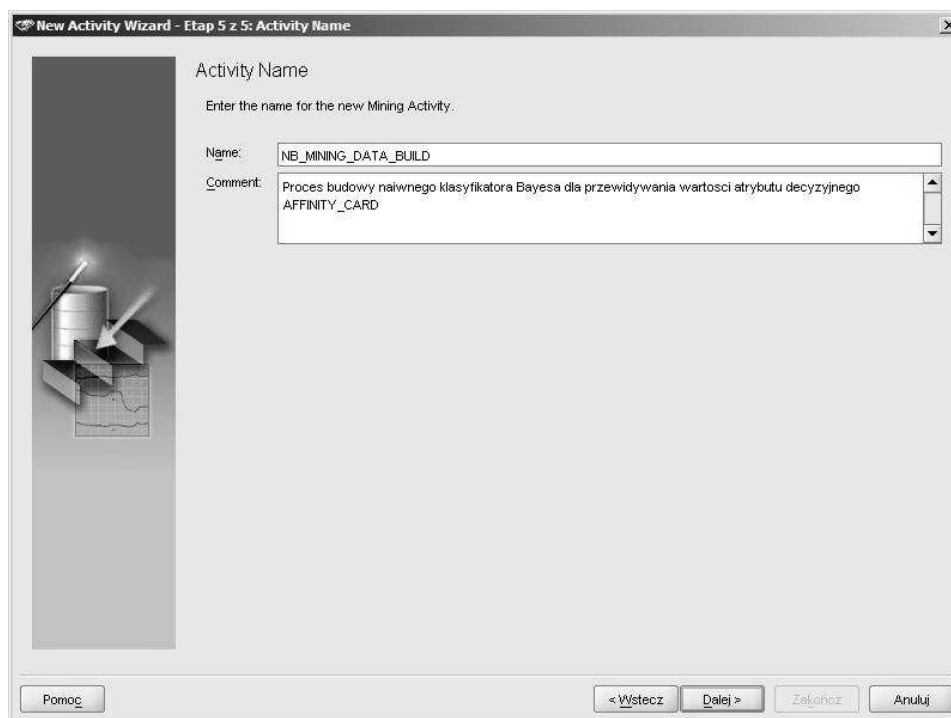 New Activity Wizard - Etap 5 z 5: Activity Name
Activity Name
Enter the name for the new Mining Activity.
Name: NB_MINING_DATA_BUILD
Comment: Proces budowy naiwnego klasyfikatora Bayesa dla przewidywania wartosci atrybutu decyzyjnego
AFFINITY_CARD
Pomoc < Wstecz Dalej > Zakończ Anuluj